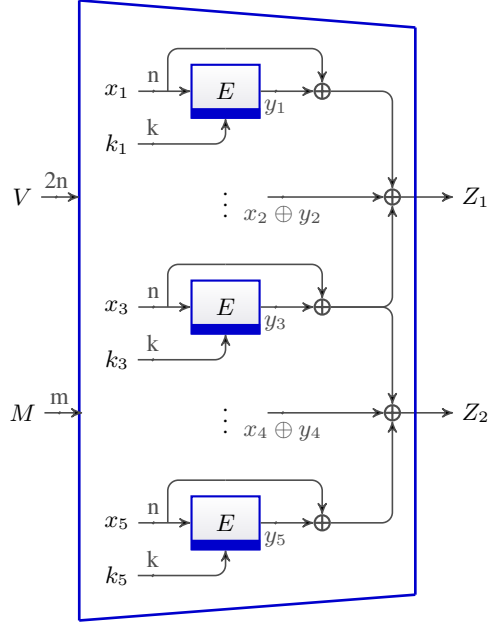 n
x₁ E y₁ ⊕
k
k₁
2n
V ⋮ x₂ ⊕ y₂ ⊕ Z₁
n
x₃ E y₃ ⊕
k
k₃
m
M ⋮ x₄ ⊕ y₄ ⊕ Z₂
n
x₅ E y₅ ⊕
k
k₅